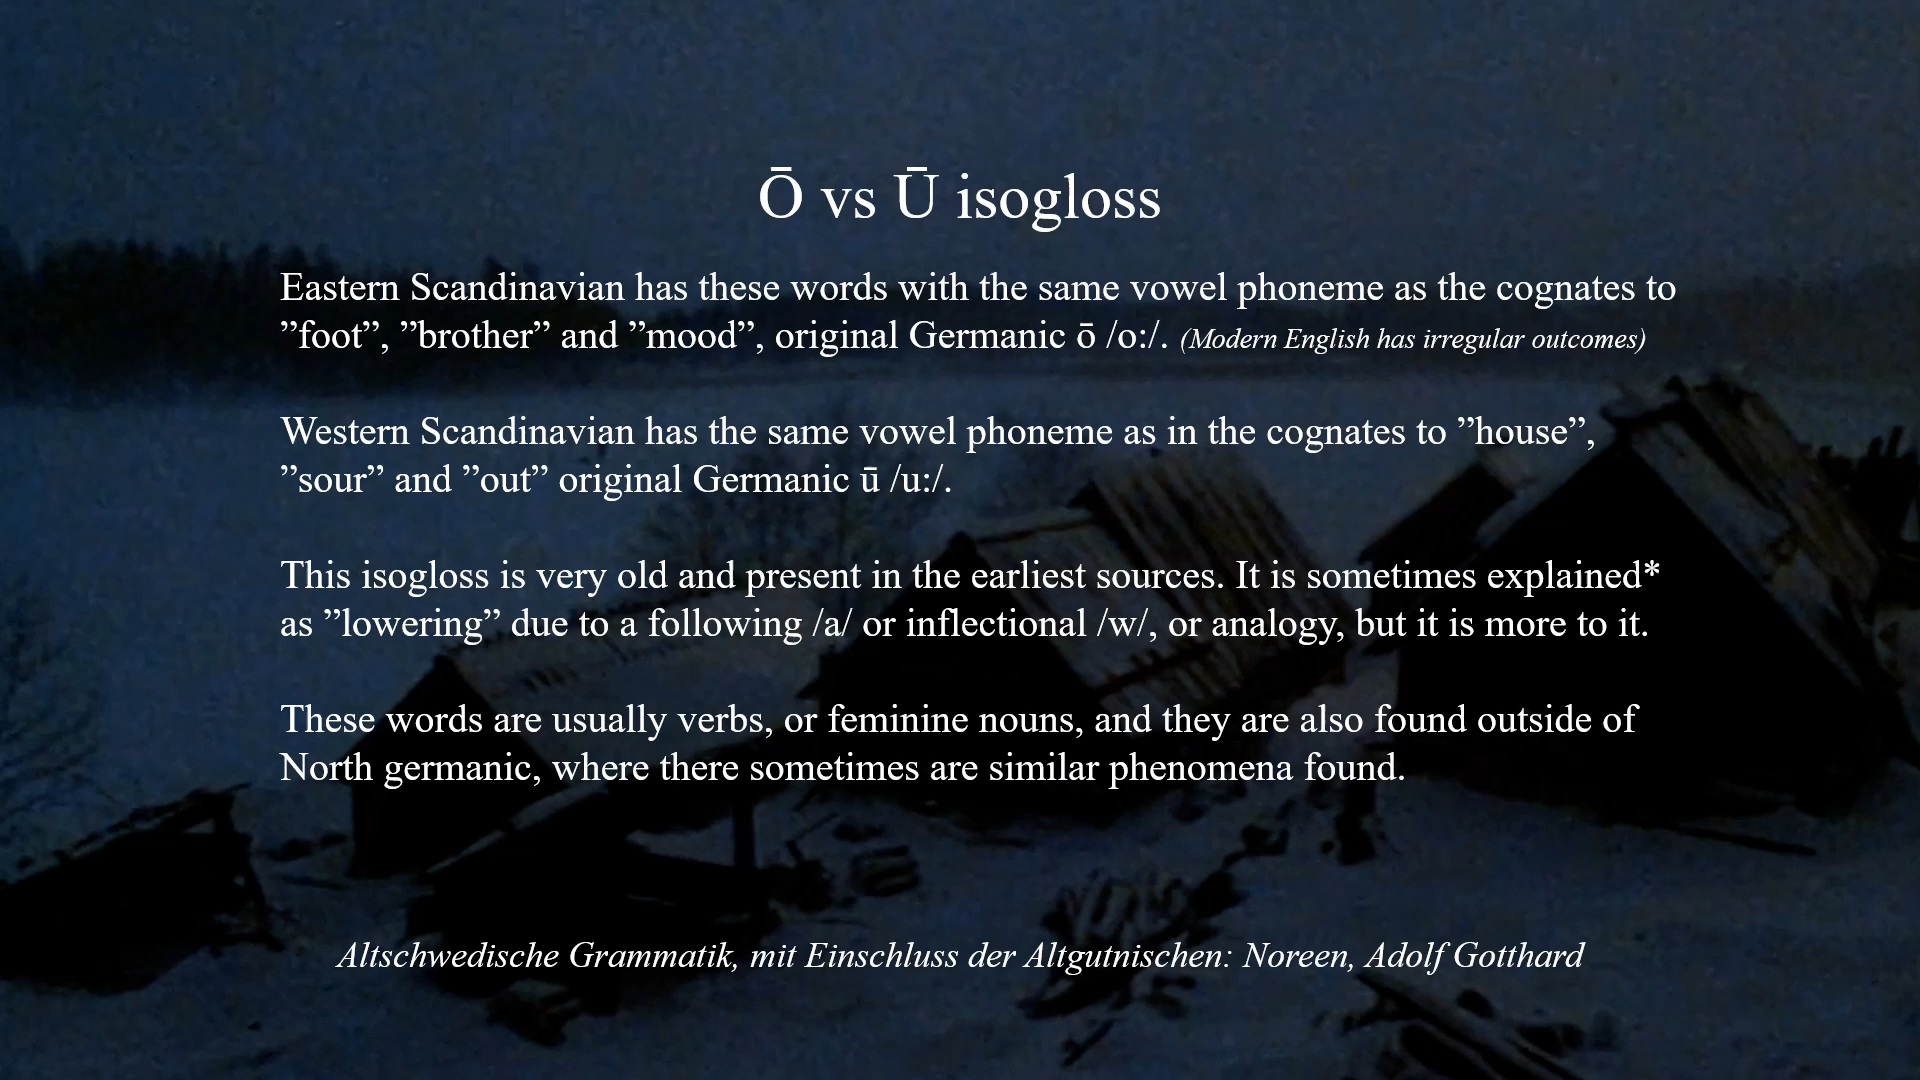 Ō vs Ū isogloss
Eastern Scandinavian has these words with the same vowel phoneme as the cognates to
”foot”, ”brother” and ”mood”, original Germanic ō /o:/. (Modern English has irregular outcomes)
Western Scandinavian has the same vowel phoneme as in the cognates to ”house”,
”sour” and ”out” original Germanic ū /u:/.
This isogloss is very old and present in the earliest sources. It is sometimes explained*
as ”lowering” due to a following /a/ or inflectional /w/, or analogy, but it is more to it.
These words are usually verbs, or feminine nouns, and they are also found outside of
North germanic, where there sometimes are similar phenomena found.
Altschwedische Grammatik, mit Einschluss der Altgutnischen: Noreen, Adolf Gotthard